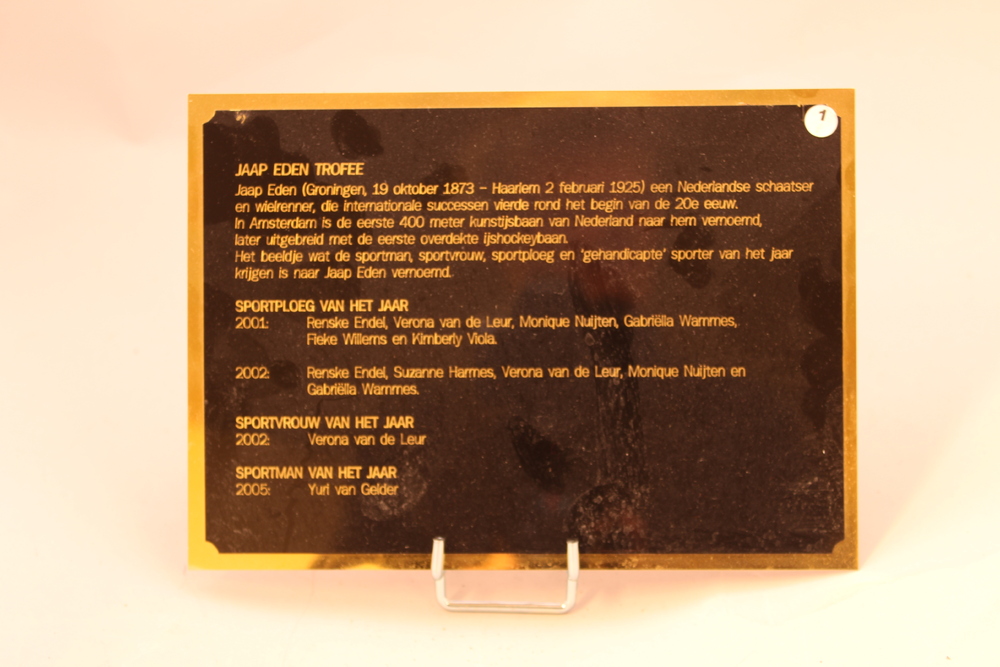 1
JAAP EDEN TROFEE
Jaap Eden (Groningen, 19 oktober 1873 - Haarlem 2 februari 1925) een Nederlandse schaatser
en wielrenner, die internationale successen vierde rond het begin van de 20e eeuw.
In Amsterdam is de eerste 400 meter kunstijsbaan van Nederland naar hem vernoemd,
later uitgebreid met de eerste overdekte ijshockeybaan.
Het beeldje wat de sportman, sportvrouw, sportploeg en 'gehandicapte' sporter van het jaar
krijgen is naar Jaap Eden vernoemd.
SPORTPLOEG VAN HET JAAR
2001: Renske Endel, Verona van de Leur, Monique Nuijten, Gabriëlla Wammes,
Fieke Willems en Kimberly Viola.
2002: Renske Endel, Suzanne Harmes, Verona van de Leur, Monique Nuijten en
Gabriëlla Wammes.
SPORTVROUW VAN HET JAAR
2002: Verona van de Leur
SPORTMAN VAN HET JAAR
2005: Yuri van Gelder